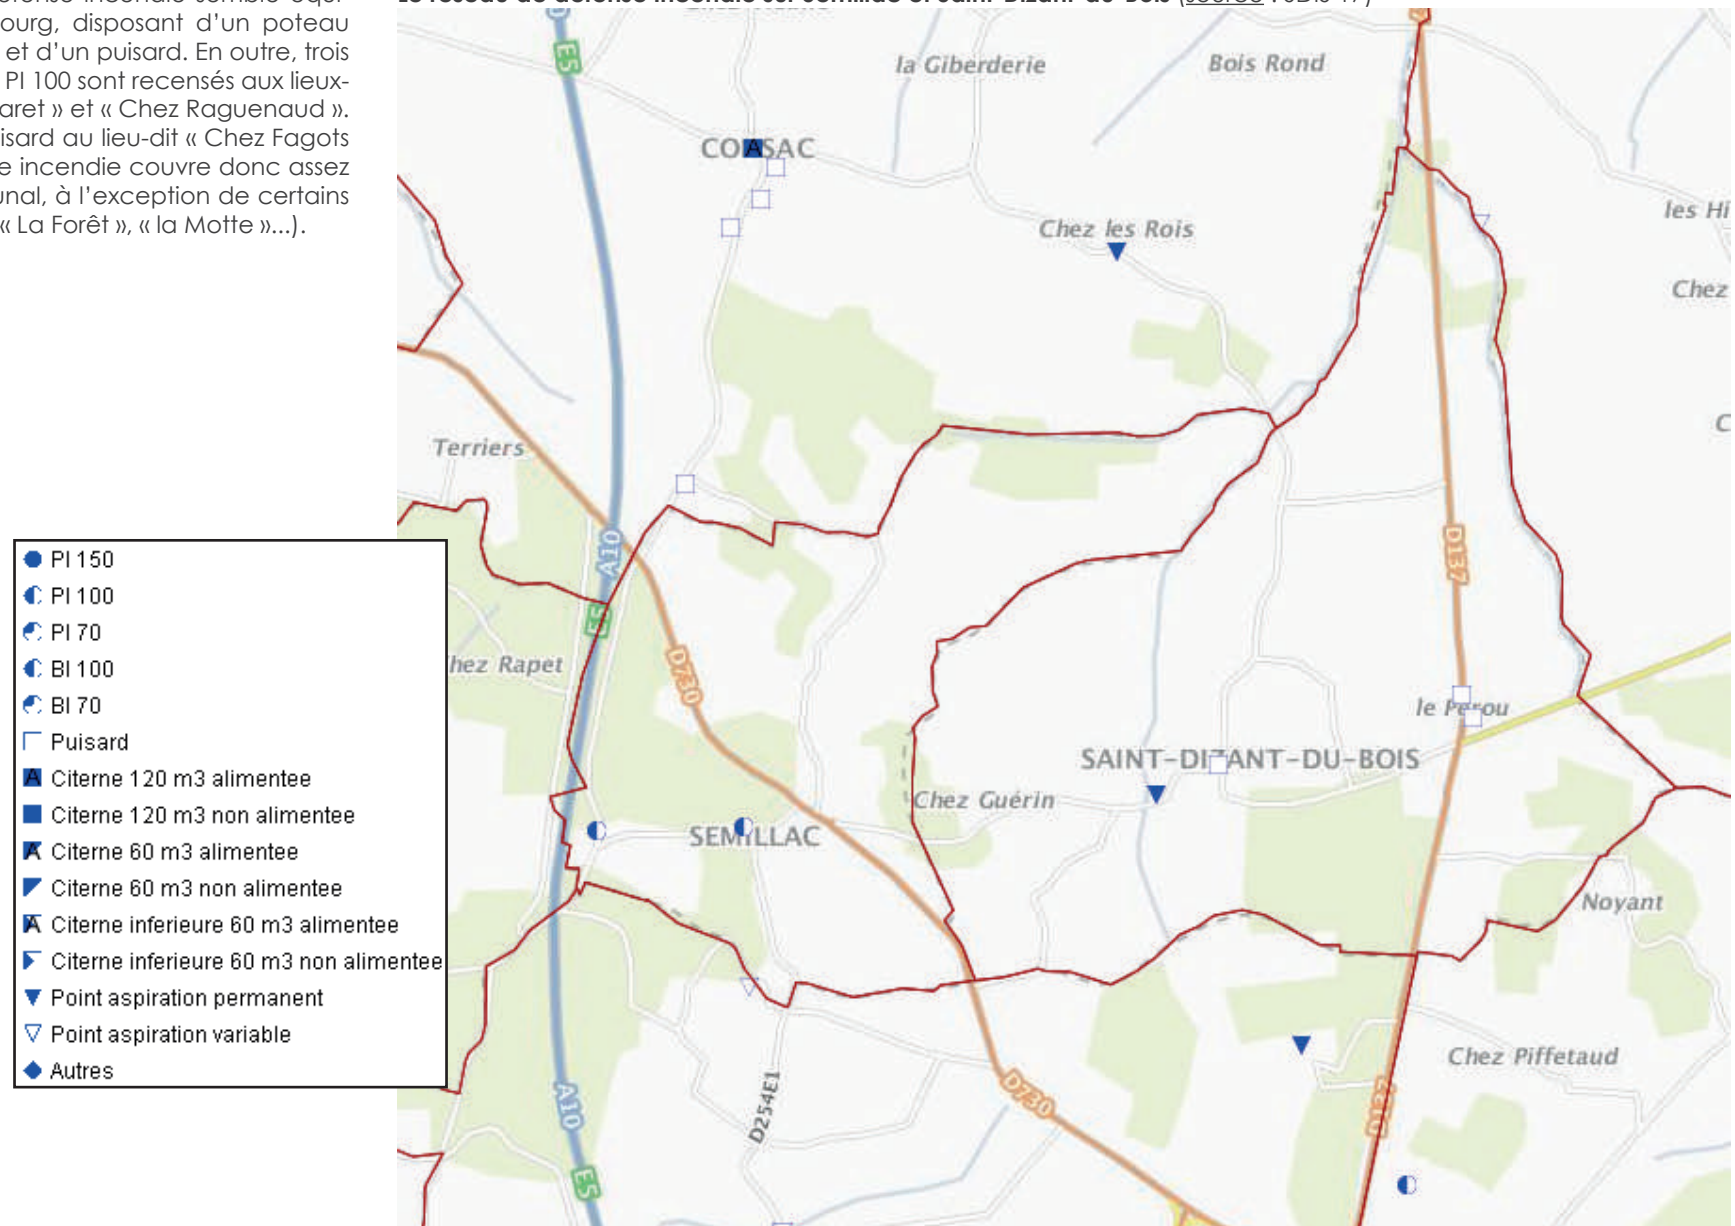 ourg, disposant d'un poteau
et d'un puisard. En outre, trois
PI 100 sont recensés aux lieux-
aret » et « Chez Raguenaud ».
isard au lieu-dit « Chez Fagots
e incendie couvre donc assez
unal, à l'exception de certains
« La Forêt », « la Motte »...).
E5
la Giberderie
Bois Rond
Chez les Rois
les Hi
Chez
C
Terriers
A10
D137
hez Rapet
D730
le Pérou
SAINT-DIZANT-DU-BOIS
Chez Guérin
SEMILLAC
Noyant
Chez Piffetaud
D730
D254E1
A10
D137
E5
PI 150
PI 100
PI 70
BI 100
BI 70
Puisard
A Citerne 120 m3 alimentee
Citerne 120 m3 non alimentee
A Citerne 60 m3 alimentee
Citerne 60 m3 non alimentee
A Citerne inferieure 60 m3 alimentee
Citerne inferieure 60 m3 non alimentee
Point aspiration permanent
Point aspiration variable
Autres